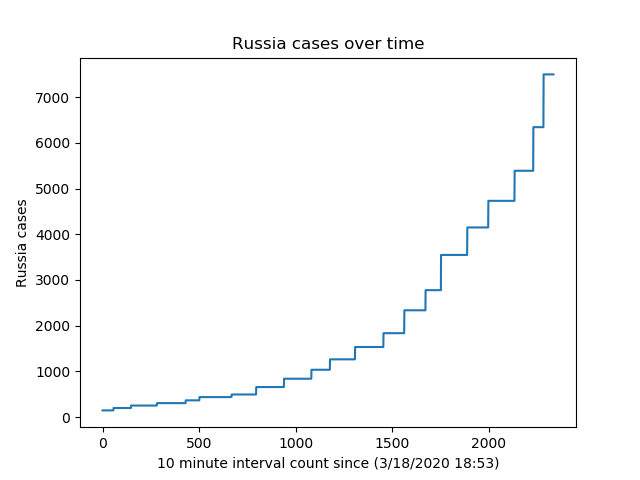 Russia cases over time
Russia cases
7000
6000
5000
4000
3000
2000
1000
0
0 500 1000 1500 2000
10 minute interval count since (3/18/2020 18:53)